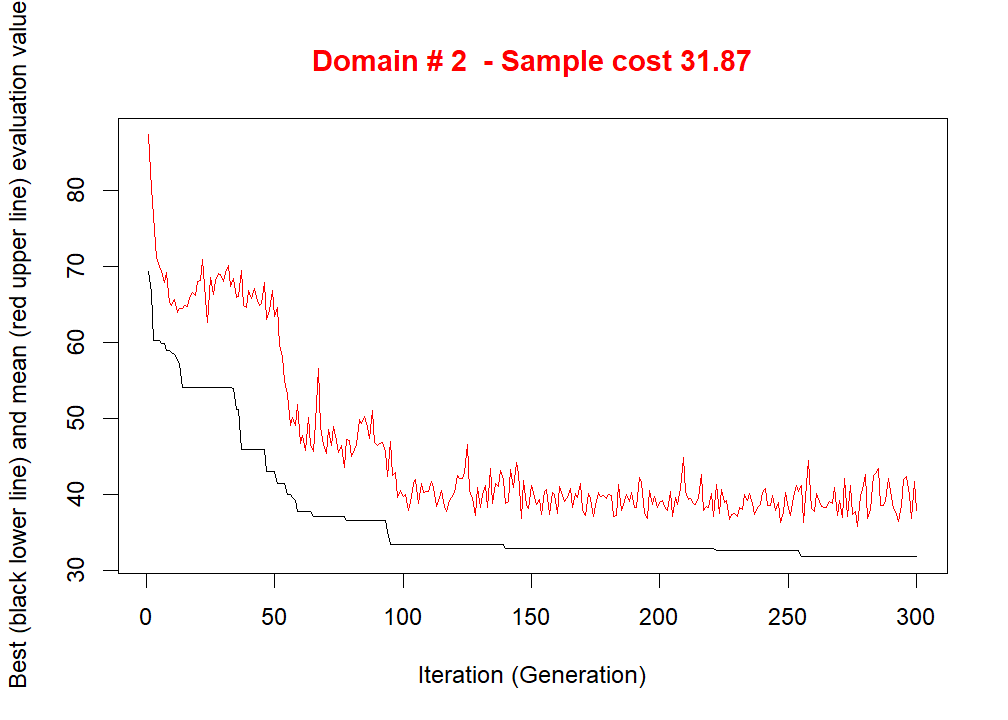 Domain # 2  - Sample cost 31.87
Best (black lower line) and mean (red upper line) evaluation value
80
70
60
50
40
30
0 50 100 150 200 250 300
Iteration (Generation)